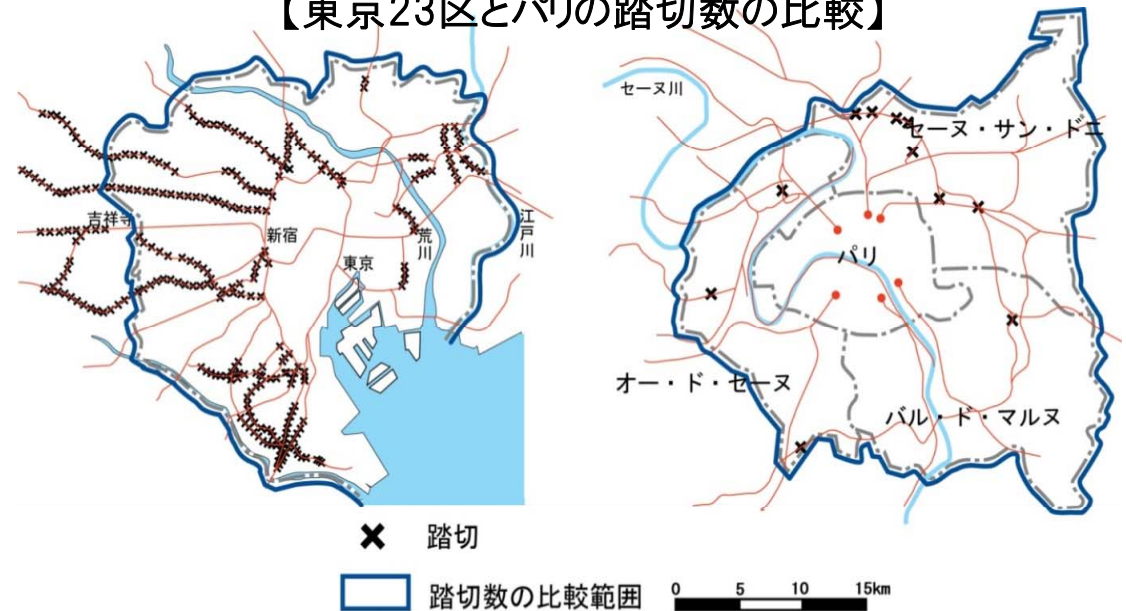 【東京23区とパリの踏切数の比較】
セーヌ川
セーヌ・サン・ドニ
吉祥寺
新宿
東京
荒川
江戸川
パリ
オー・ド・セーヌ
バル・ド・マルヌ
踏切
踏切数の比較範囲
0 5 10 15km